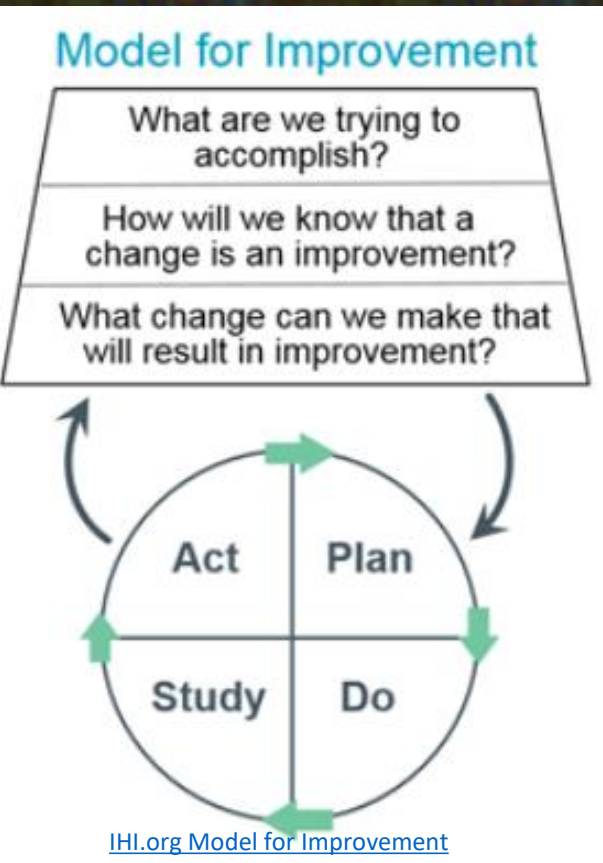 Model for Improvement
What are we trying to
accomplish?
How will we know that a
change is an improvement?
What change can we make that
will result in improvement?
Act
Plan
Study
Do
IHI.org Model for Improvement